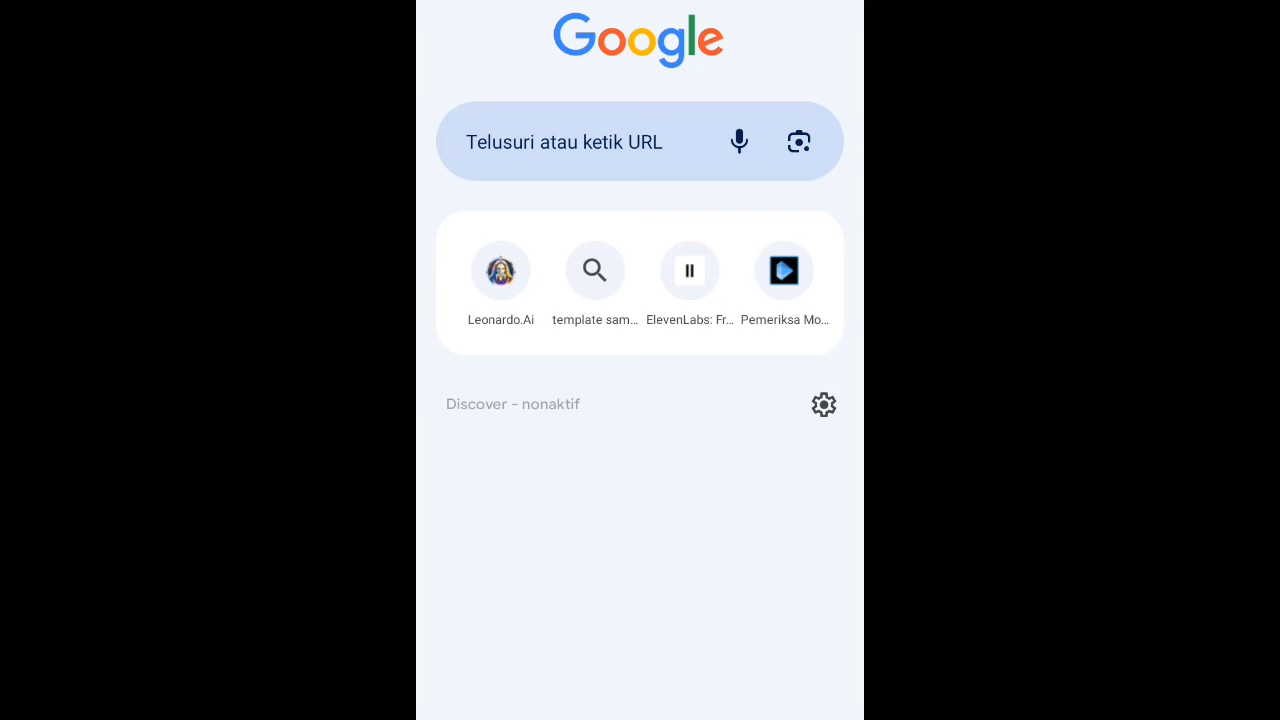 Google
Telusuri atau ketik URL
Leonardo.Ai
template sam...
ElevenLabs: Fr...
Pemeriksa Mo...
Discover - nonaktif